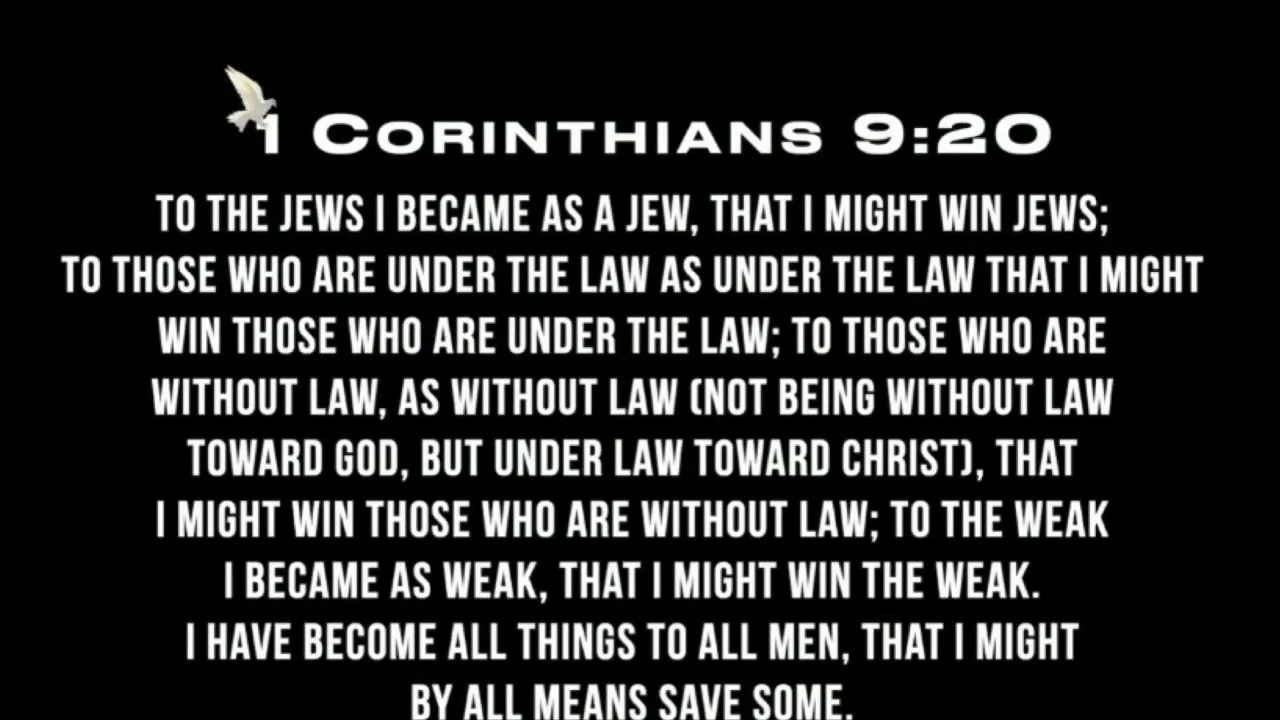 1 CORINTHIANS 9:20
TO THE JEWS I BECAME AS A JEW, THAT I MIGHT WIN JEWS;
TO THOSE WHO ARE UNDER THE LAW AS UNDER THE LAW THAT I MIGHT
WIN THOSE WHO ARE UNDER THE LAW; TO THOSE WHO ARE
WITHOUT LAW, AS WITHOUT LAW (NOT BEING WITHOUT LAW
TOWARD GOD, BUT UNDER LAW TOWARD CHRIST), THAT
I MIGHT WIN THOSE WHO ARE WITHOUT LAW; TO THE WEAK
I BECAME AS WEAK, THAT I MIGHT WIN THE WEAK.
I HAVE BECOME ALL THINGS TO ALL MEN, THAT I MIGHT
BY ALL MEANS SAVE SOME.